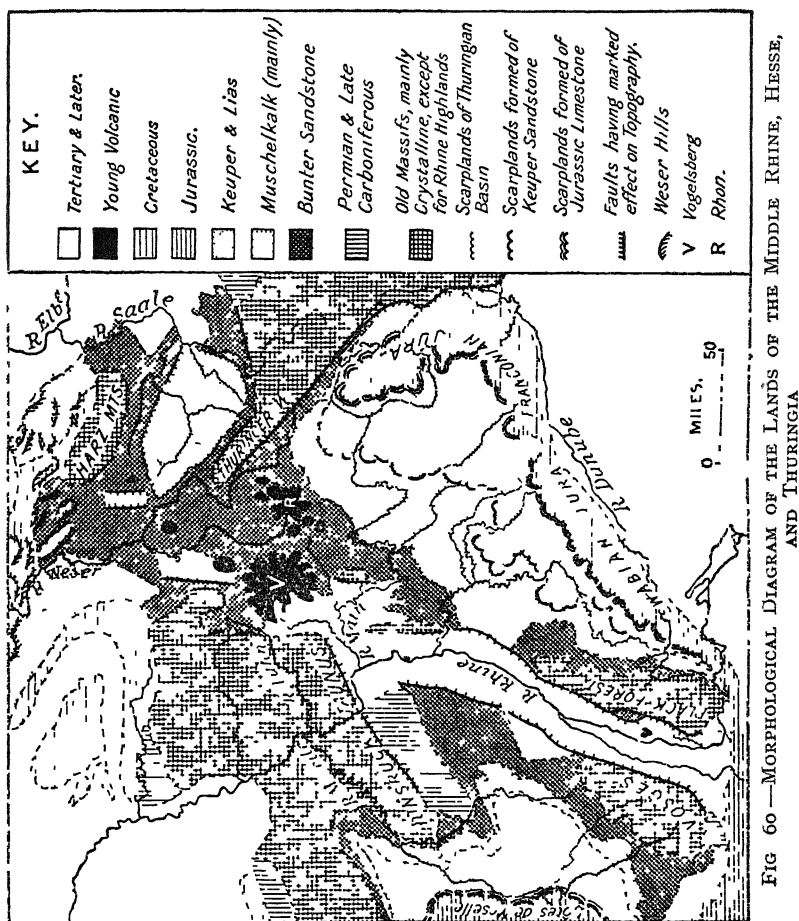 KEY.
Tertiary & Later.
Young Volcanic
Cretaceous
Jurassic.
Keuper & Lias
Muschelkalk (mainly)
Bunter Sandstone
Permian & Late
Carboniferous
Old Massifs, mainly
Crystalline, except
for Rhine Highlands
Scarplands of Thuringian
Basin
Scarplands formed of
Keuper Sandstone
Scarplands formed of
Jurassic Limestone
Faults having marked
effect on Topography.
Weser Hills
V Vogelsberg
R Rhon.
R Elbe
R. Saale
HARZ MTS.
R Weser
THURINGER
R
V
FRANCONIAN JURA
SWABIAN JURA
R Danube
R Main
TAUNUS
HUNSRUCK
R Rhine
BLACK FOREST
VOSGES
MILES.
0 50
FIG 60—MORPHOLOGICAL DIAGRAM OF THE LANDS OF THE MIDDLE RHINE, HESSE,
AND THURINGIA